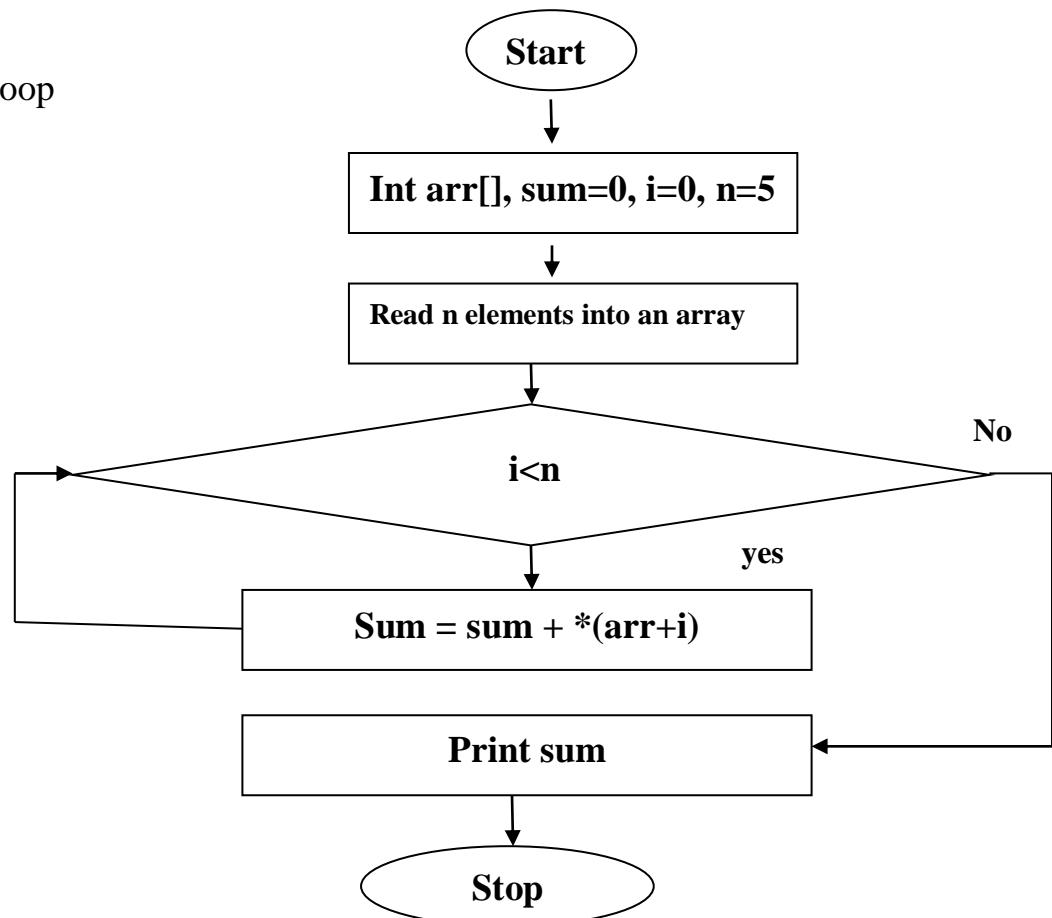 Start
oop
Int arr[], sum=0, i=0, n=5
Read n elements into an array
No
i<n
yes
Sum = sum + *(arr+i)
Print sum
Stop